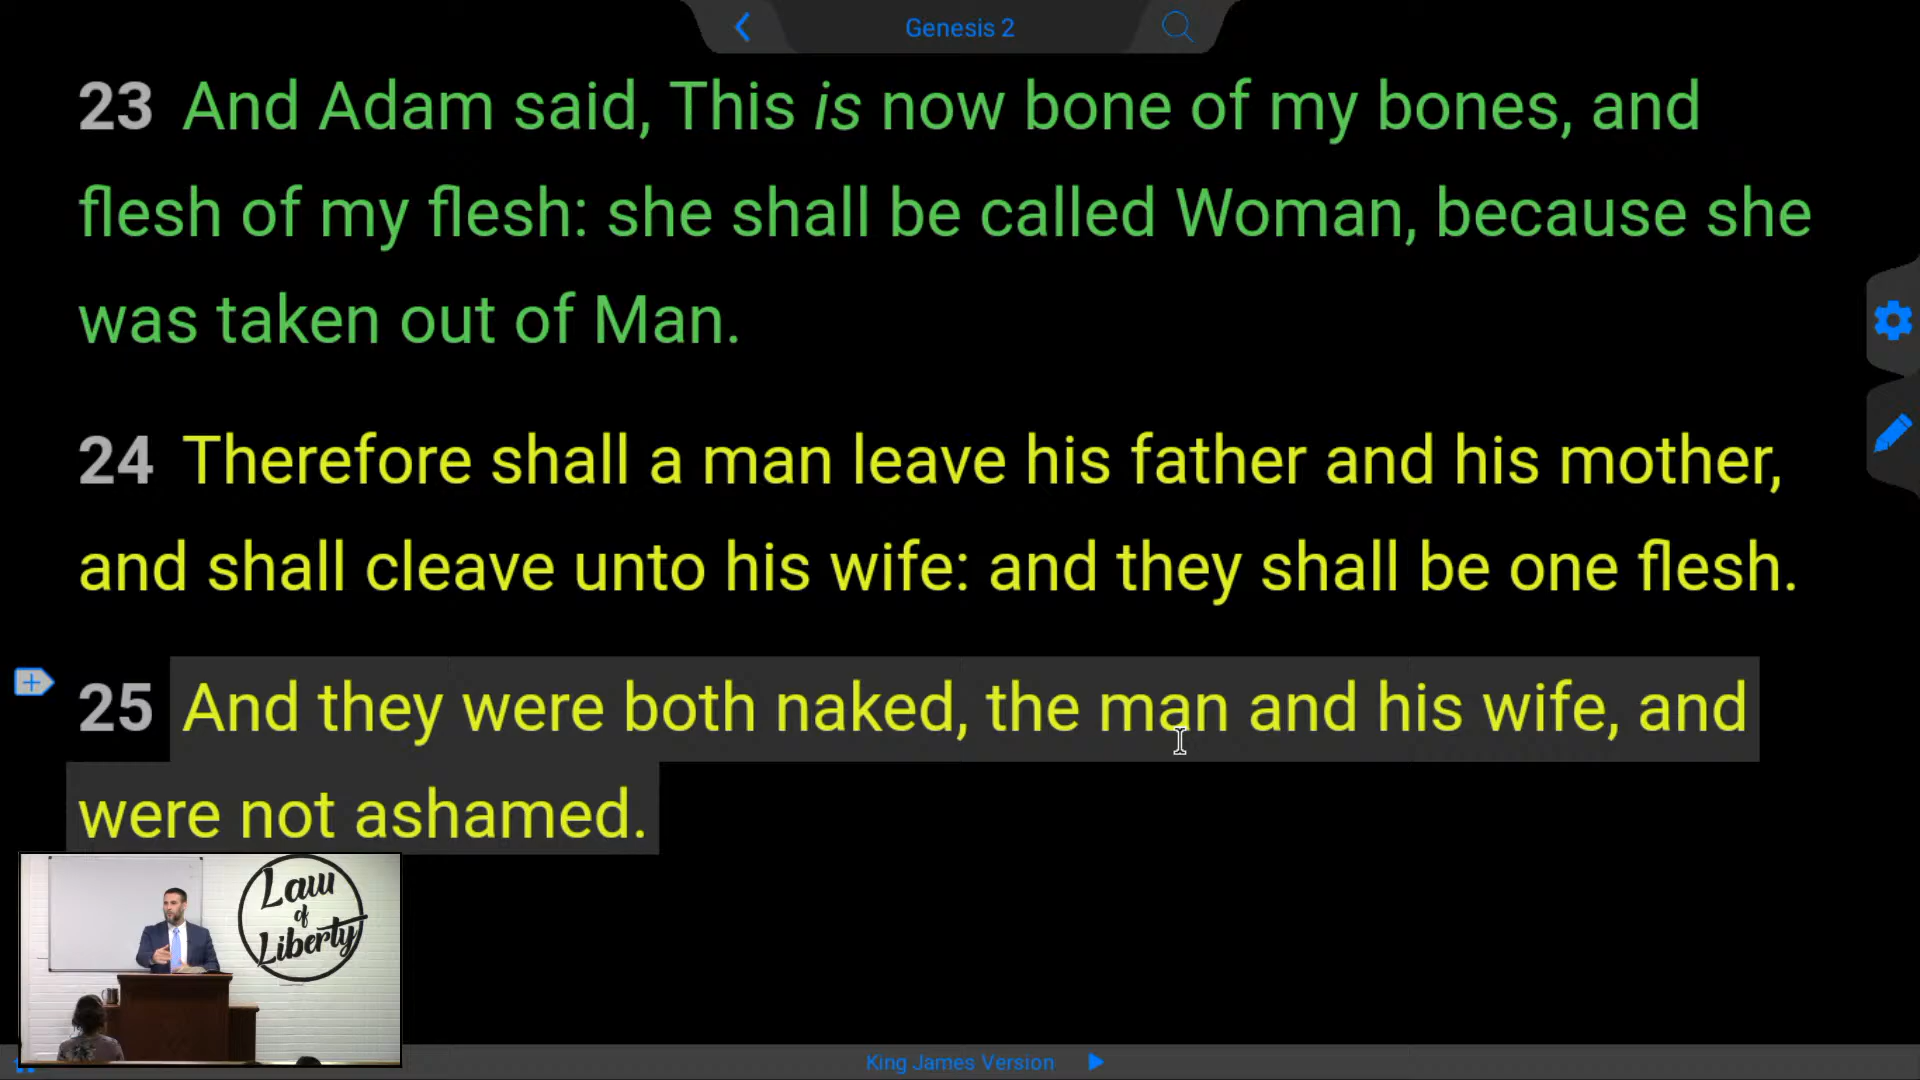 Genesis 2
23 And Adam said, This is now bone of my bones, and
flesh of my flesh: she shall be called Woman, because she
was taken out of Man.
24 Therefore shall a man leave his father and his mother,
and shall cleave unto his wife: and they shall be one flesh.
25 And they were both naked, the man and his wife, and
were not ashamed.
Law
of
Liberty
King James Version